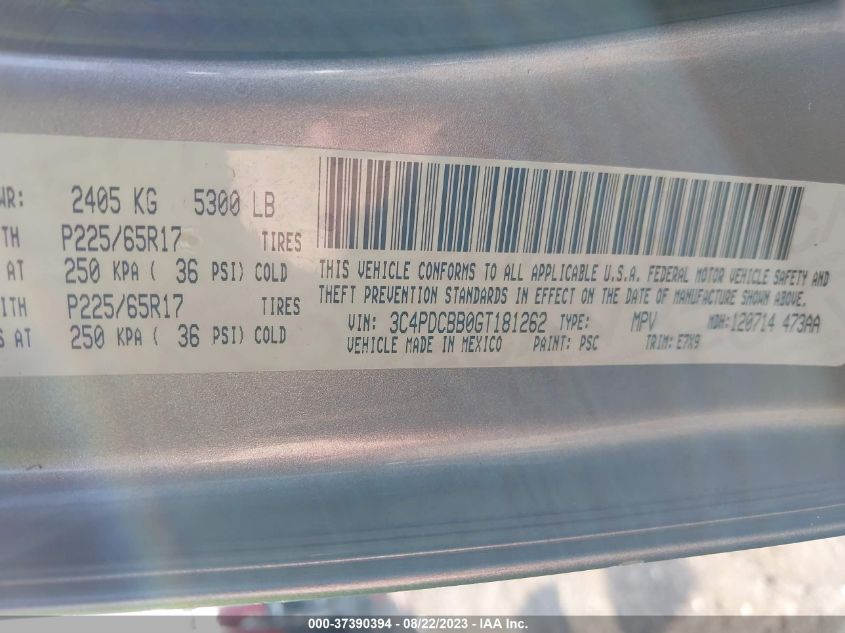 WR: 2405 KG 5300 LB
TH P225/65R17 TIRES
AT 250 KPA ( 36 PSI) COLD
ITH P225/65R17 TIRES
S AT 250 KPA ( 36 PSI) COLD
THIS VEHICLE CONFORMS TO ALL APPLICABLE U.S.A. FEDERAL MOTOR VEHICLE SAFETY AND
THEFT PREVENTION STANDARDS IN EFFECT ON THE DATE OF MANUFACTURE SHOWN ABOVE.
VIN: 3C4PDCBB0GT181262 TYPE: MPV MDH:120714 473AA
VEHICLE MADE IN MEXICO PAINT: PSC TRIM: E7X9
000-37390394 - 08/22/2023 - IAA Inc.